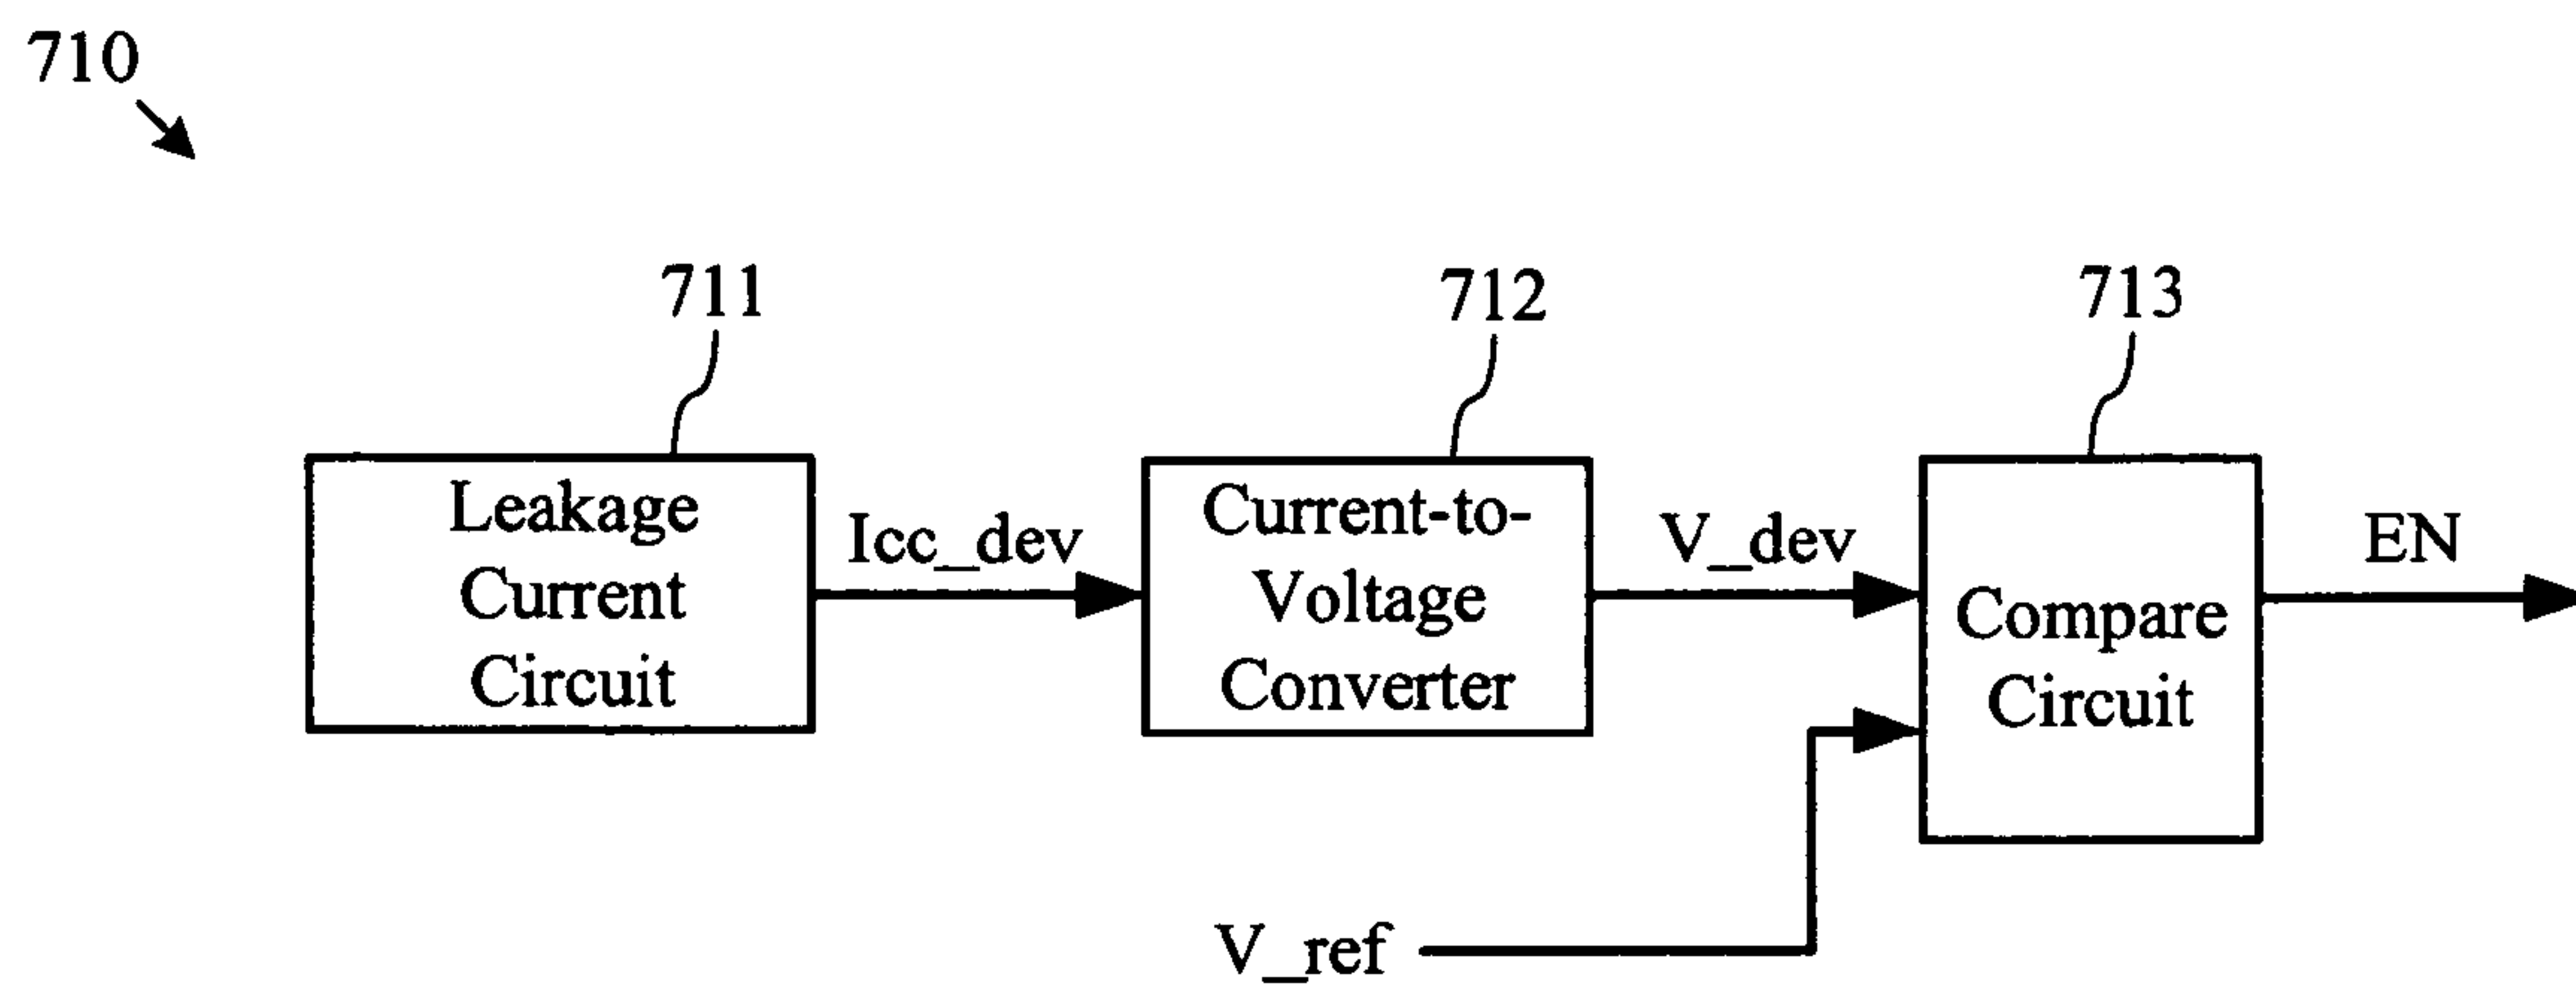 710
711
712
713
Leakage
Current
Circuit
Icc_dev
Current-to-
Voltage
Converter
V_dev
Compare
Circuit
EN
V_ref